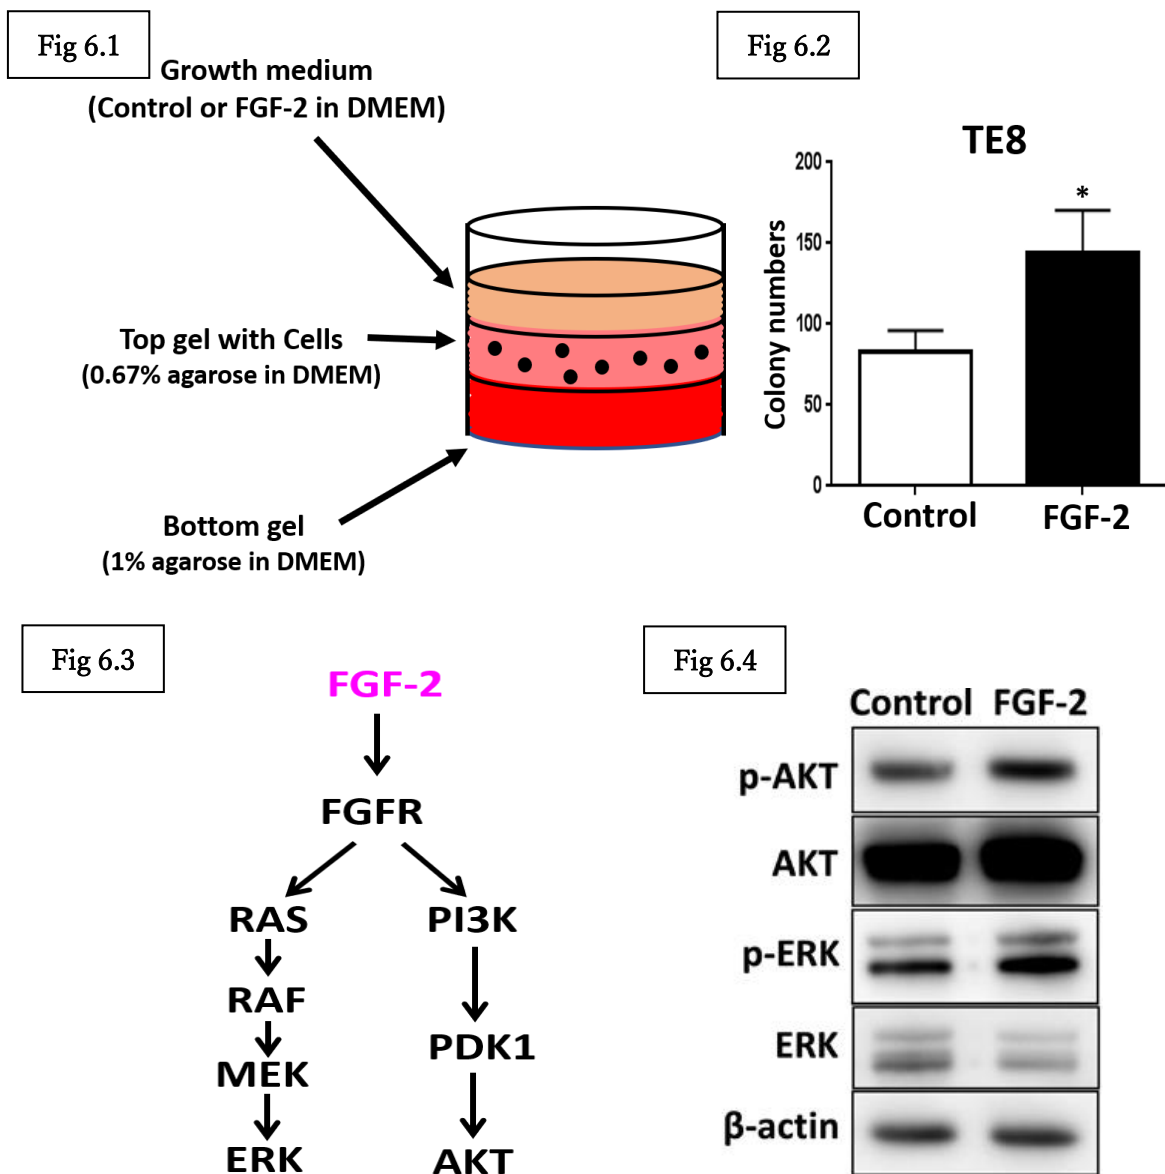 Fig 6.1
Growth medium
(Control or FGF-2 in DMEM)
Top gel with Cells
(0.67% agarose in DMEM)
Bottom gel
(1% agarose in DMEM)
Fig 6.2
TE8
Colony numbers
200
150
100
50
0
*
Control
FGF-2
Fig 6.3
FGF-2
FGFR
RAS
PI3K
RAF
MEK
PDK1
ERK
AKT
Fig 6.4
Control FGF-2
p-AKT
AKT
p-ERK
ERK
β-actin